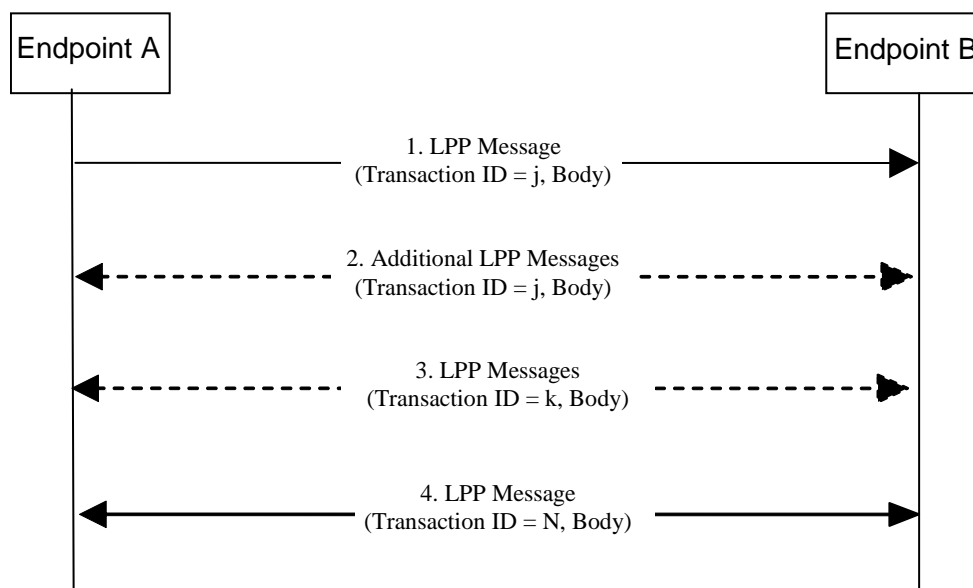 Endpoint A
Endpoint B
1. LPP Message
(Transaction ID = j, Body)
2. Additional LPP Messages
(Transaction ID = j, Body)
3. LPP Messages
(Transaction ID = k, Body)
4. LPP Message
(Transaction ID = N, Body)